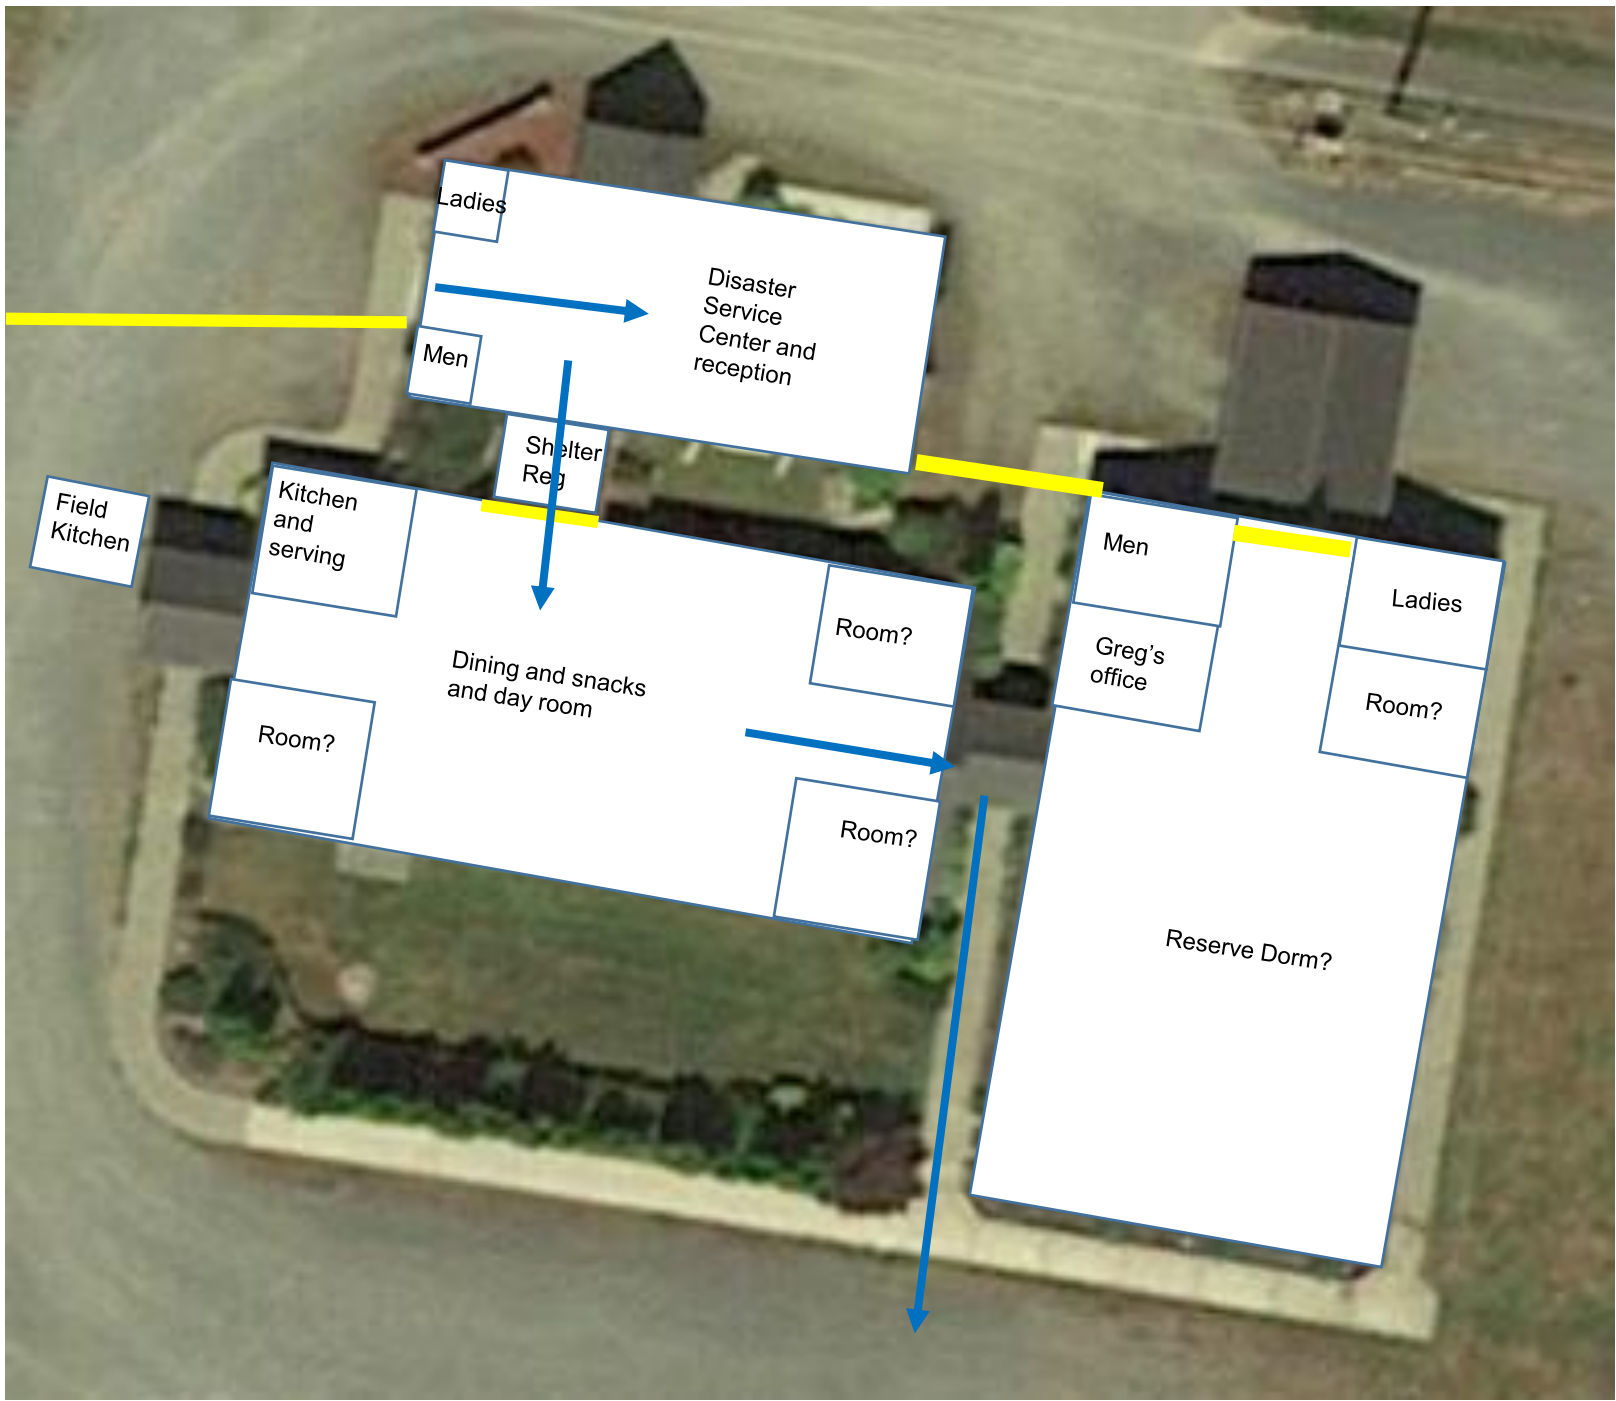 Ladies
Disaster
Service
Center and
reception
Men
Shelter
Reg
Field
Kitchen
Kitchen
and
serving
Room?
Dining and snacks
and day room
Room?
Room?
Men
Ladies
Greg's
office
Room?
Reserve Dorm?